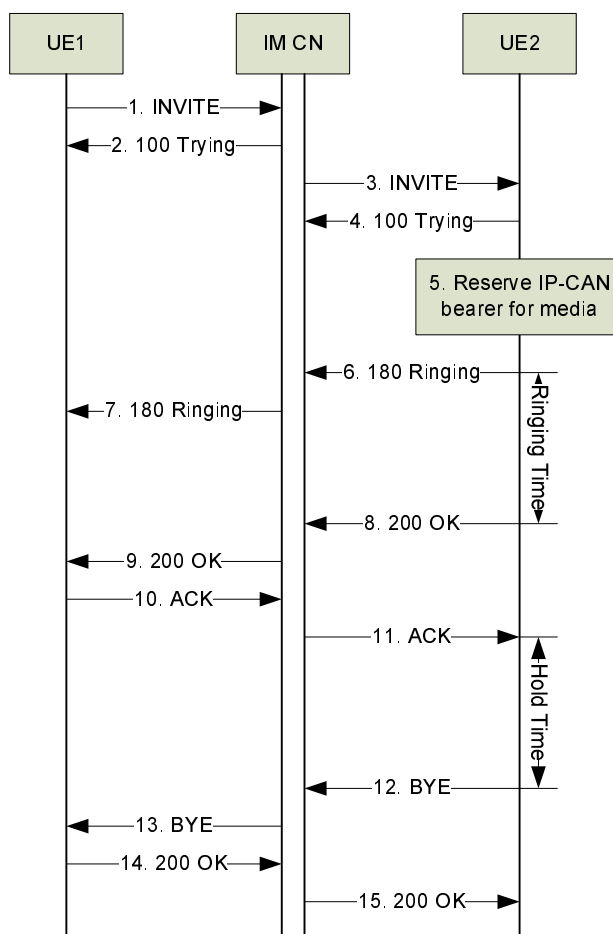 UE1
IM CN
UE2
1. INVITE
2. 100 Trying
3. INVITE
4. 100 Trying
5. Reserve IP-CAN
bearer for media
6. 180 Ringing
7. 180 Ringing
Ringing Time
8. 200 OK
9. 200 OK
10. ACK
11. ACK
Hold Time
12. BYE
13. BYE
14. 200 OK
15. 200 OK